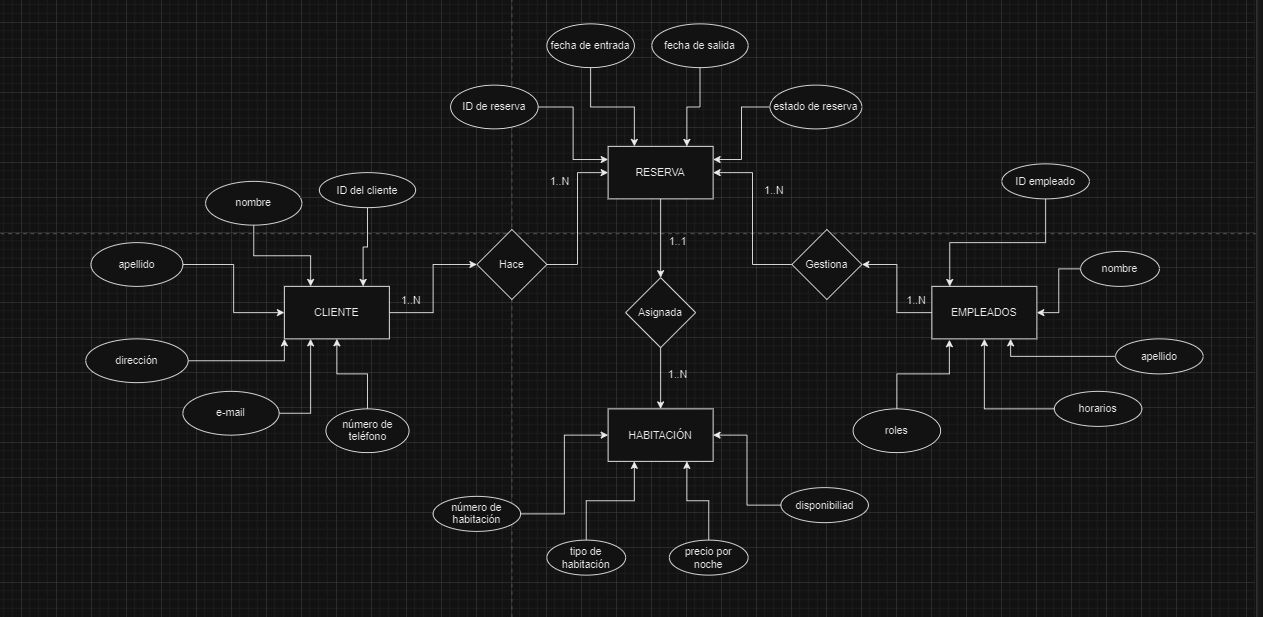 fecha de entrada
fecha de salida
ID de reserva
estado de reserva
RESERVA
1..N
1..N
ID del cliente
nombre
ID empleado
apellido
Hace
1..1
Gestiona
nombre
CLIENTE
1..N
Asignada
1..N
EMPLEADOS
dirección
apellido
e-mail
número de
teléfono
1..N
horarios
roles
HABITACIÓN
número de
habitación
disponibiliad
tipo de
habitación
precio por
noche